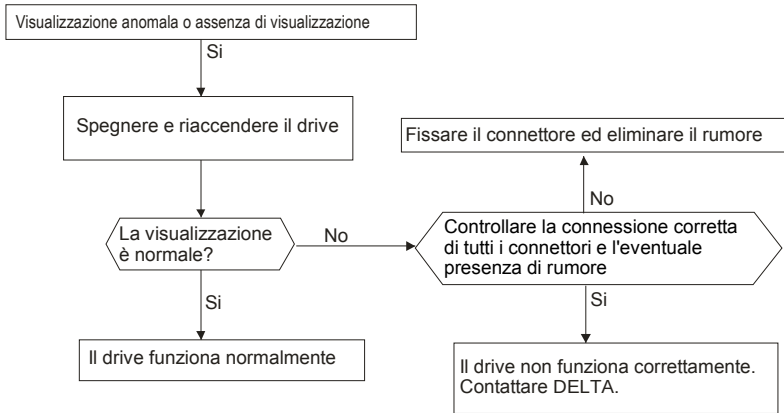 Visualizzazione anomala o assenza di visualizzazione
Si
Spegnere e riaccendere il drive
Fissare il connettore ed eliminare il rumore
No
La visualizzazione
è normale?
No
Controllare la connessione corretta
di tutti i connettori e l'eventuale
presenza di rumore
Si
Si
Il drive funziona normalmente
Il drive non funziona correttamente.
Contattare DELTA.